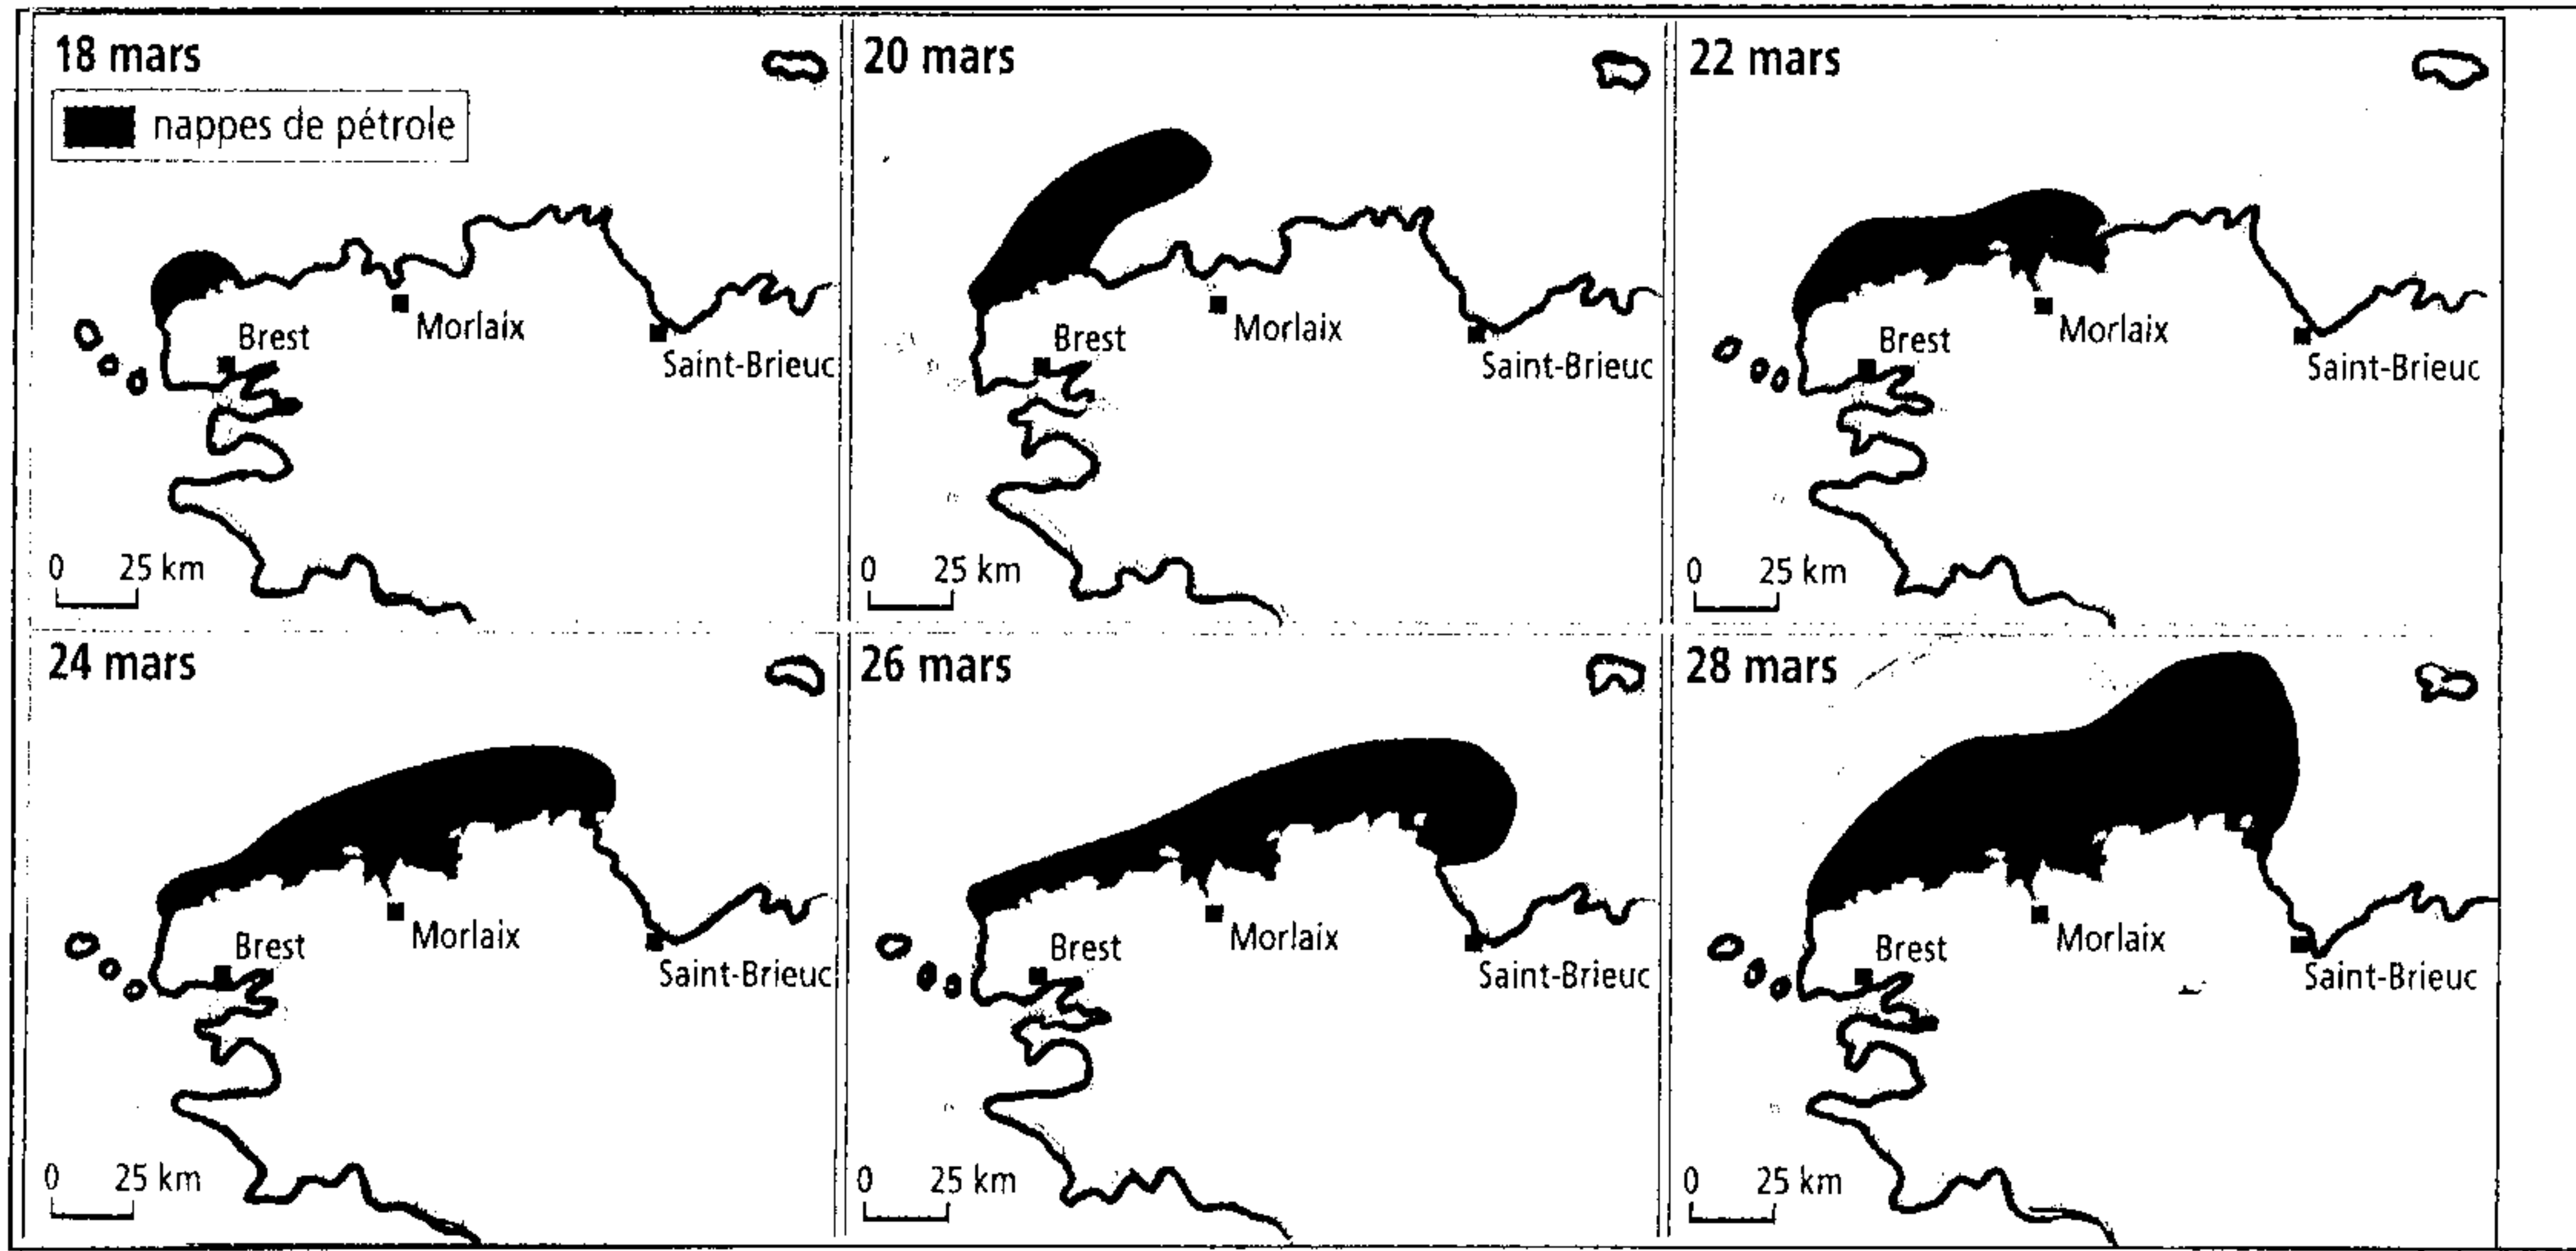 18 mars
nappes de pétrole
Brest
Morlaix
Saint-Brieuc
0 25 km
20 mars
Brest
Morlaix
Saint-Brieuc
0 25 km
22 mars
Brest
Morlaix
Saint-Brieuc
0 25 km
24 mars
Brest
Morlaix
Saint-Brieuc
0 25 km
26 mars
Brest
Morlaix
Saint-Brieuc
0 25 km
28 mars
Brest
Morlaix
Saint-Brieuc
0 25 km